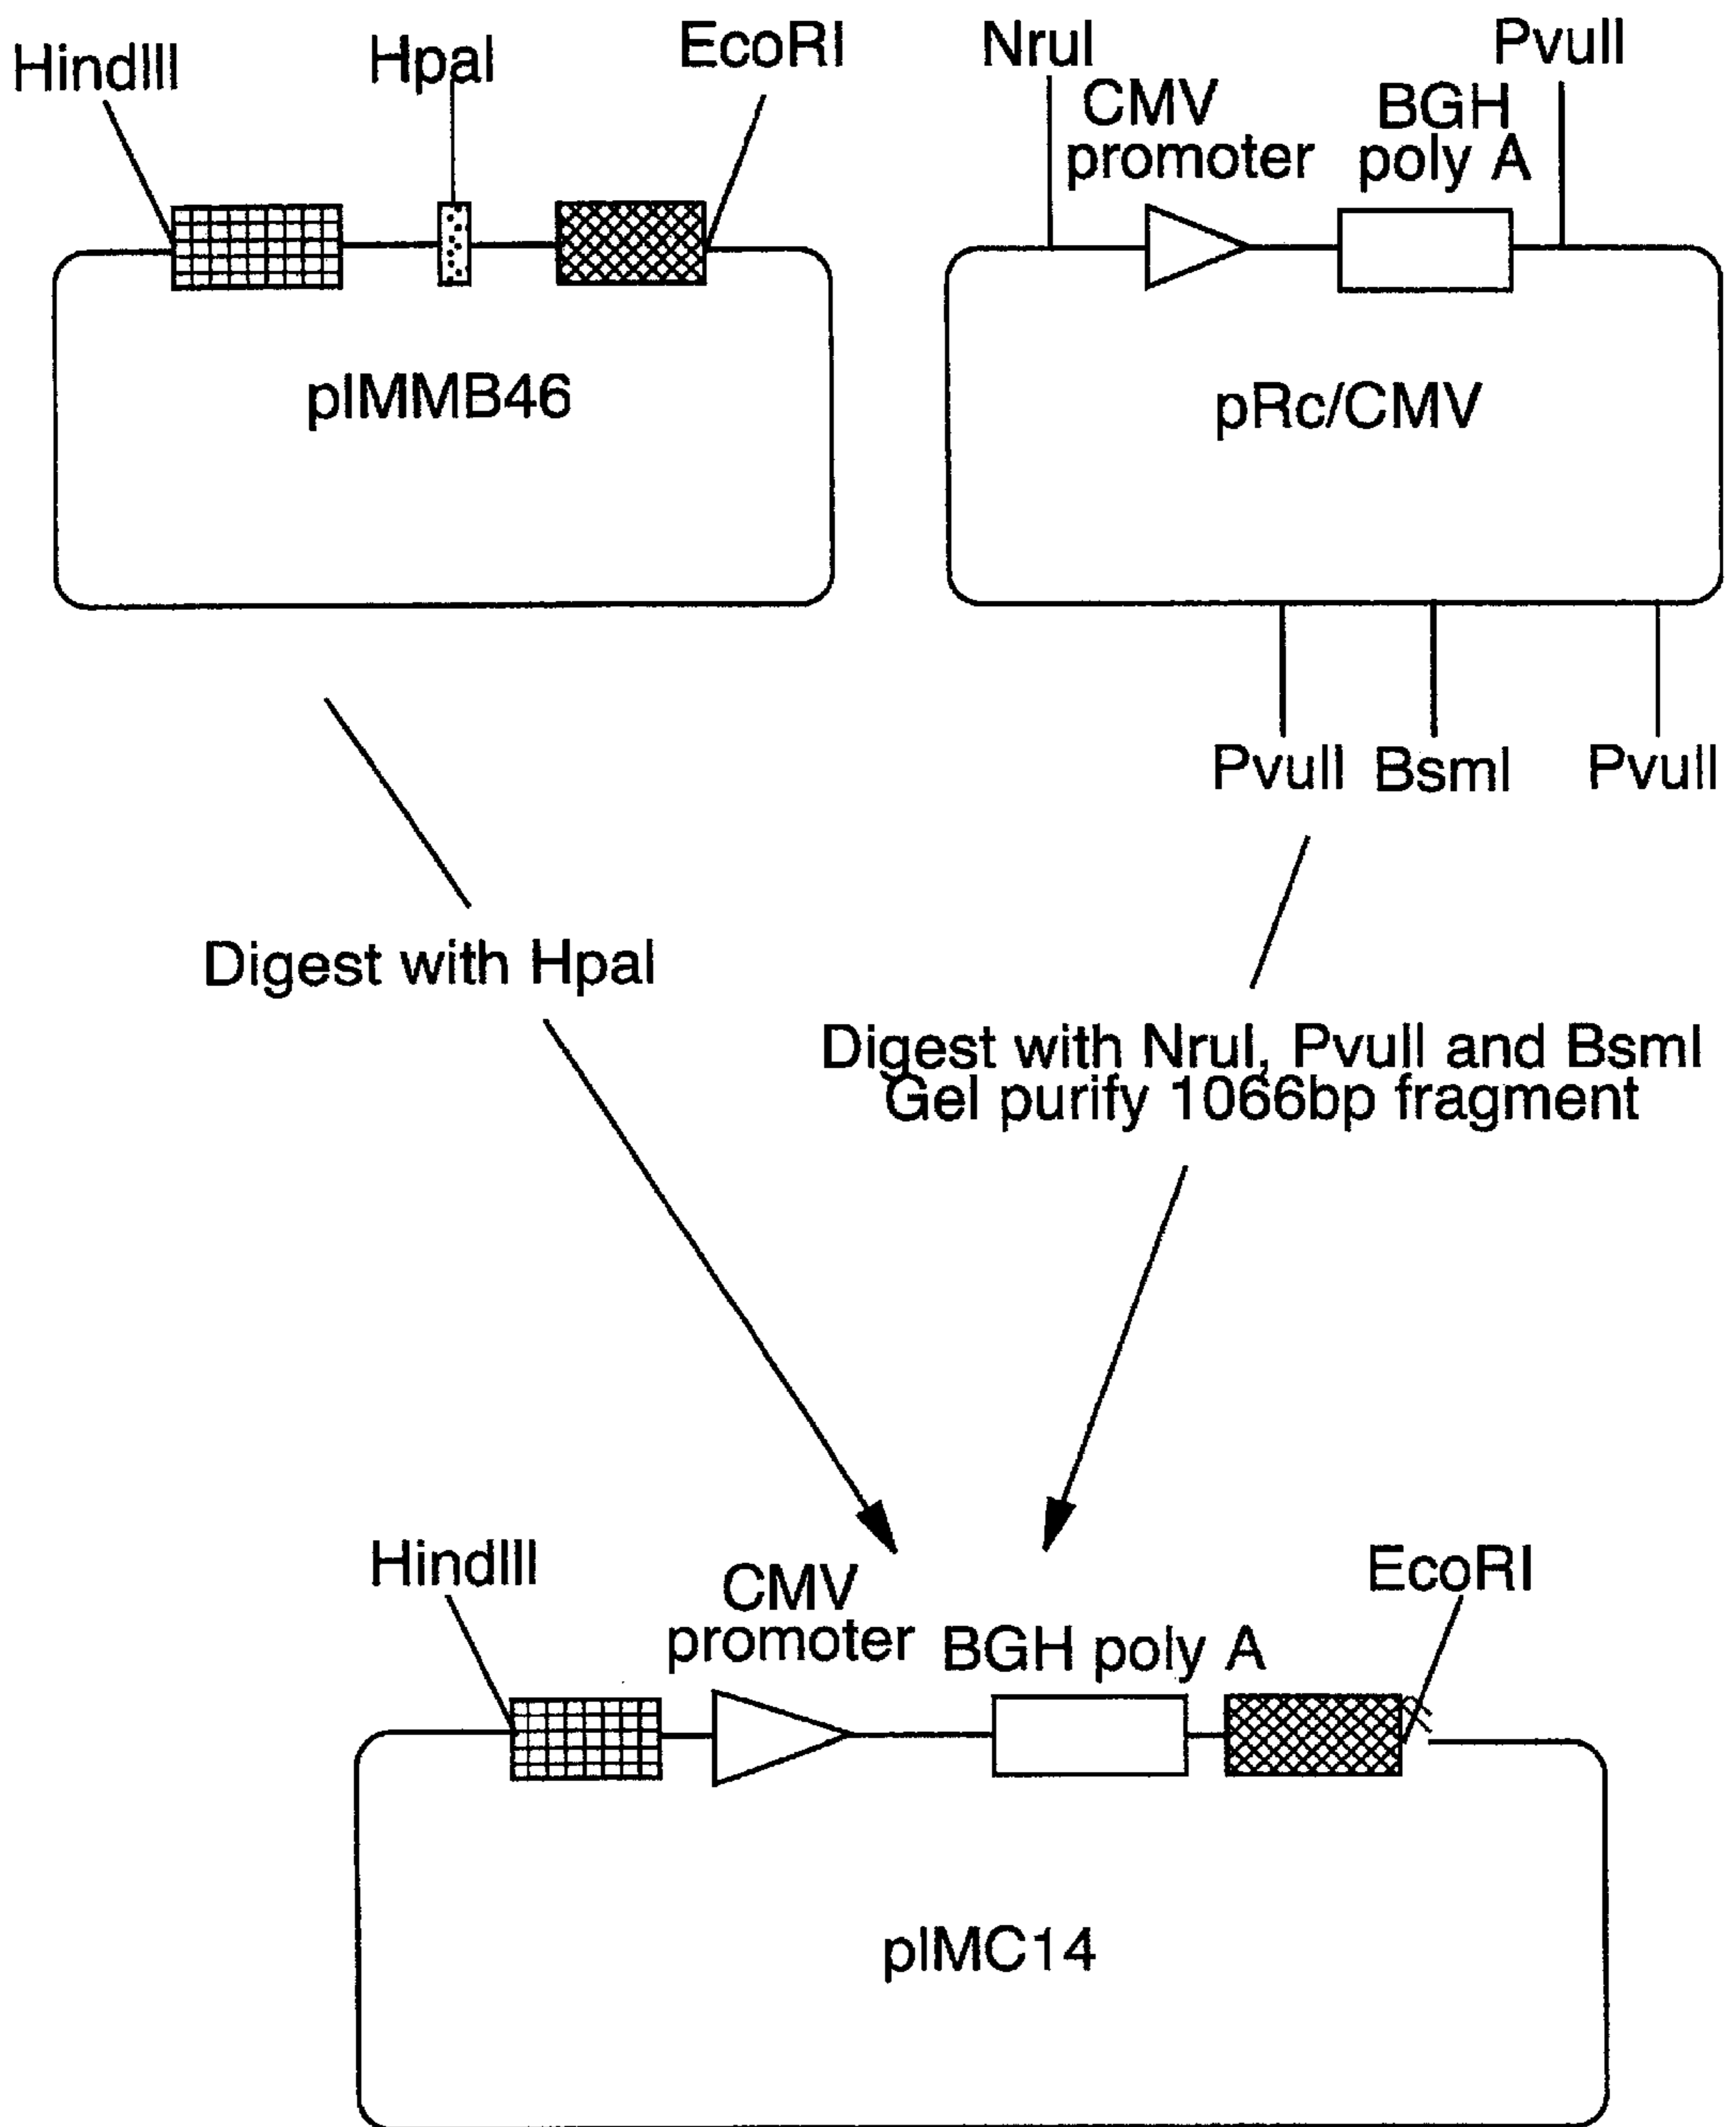 HindIII
HpaI
EcoRI
NruI
PvuII
CMV
promoter
BGH
poly A
pIMMB46
pRc/CMV
PvuII
BsmI
PvuII
Digest with HpaI
Digest with NruI, PvuII and BsmI
Gel purify 1066bp fragment
HindIII
CMV
promoter
BGH poly A
EcoRI
pIMC14